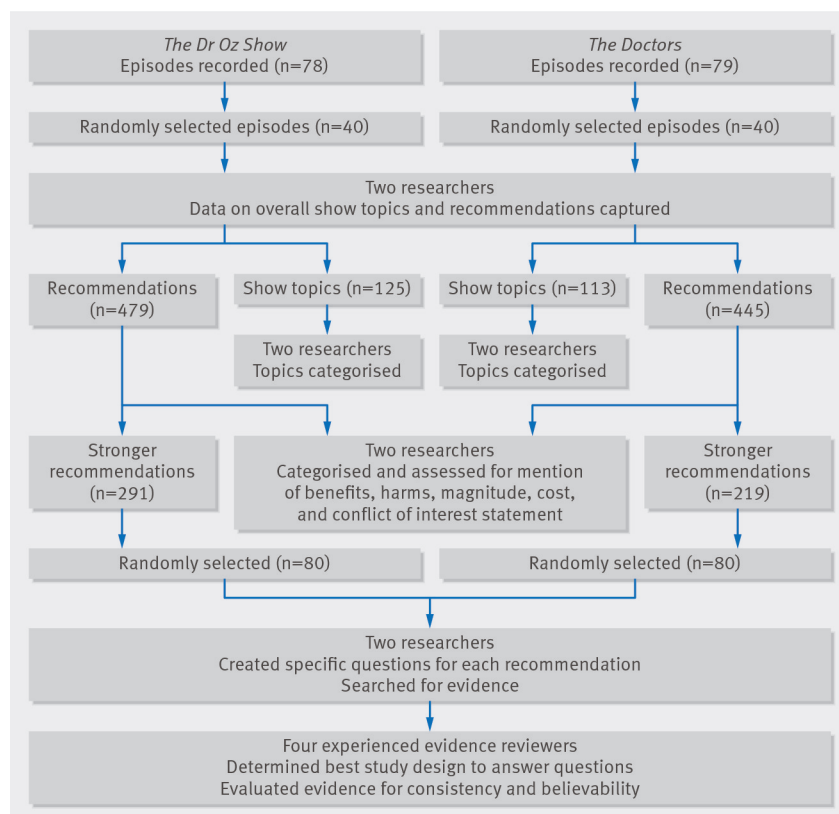 The Dr Oz Show
Episodes recorded (n=78)
The Doctors
Episodes recorded (n=79)
Randomly selected episodes (n=40)
Randomly selected episodes (n=40)
Two researchers
Data on overall show topics and recommendations captured
Recommendations
(n=479)
Show topics (n=125)
Show topics (n=113)
Recommendations
(n=445)
Two researchers
Topics categorised
Two researchers
Topics categorised
Stronger
recommendations
(n=291)
Two researchers
Categorised and assessed for mention
of benefits, harms, magnitude, cost,
and conflict of interest statement
Stronger
recommendations
(n=219)
Randomly selected (n=80)
Randomly selected (n=80)
Two researchers
Created specific questions for each recommendation
Searched for evidence
Four experienced evidence reviewers
Determined best study design to answer questions
Evaluated evidence for consistency and believability